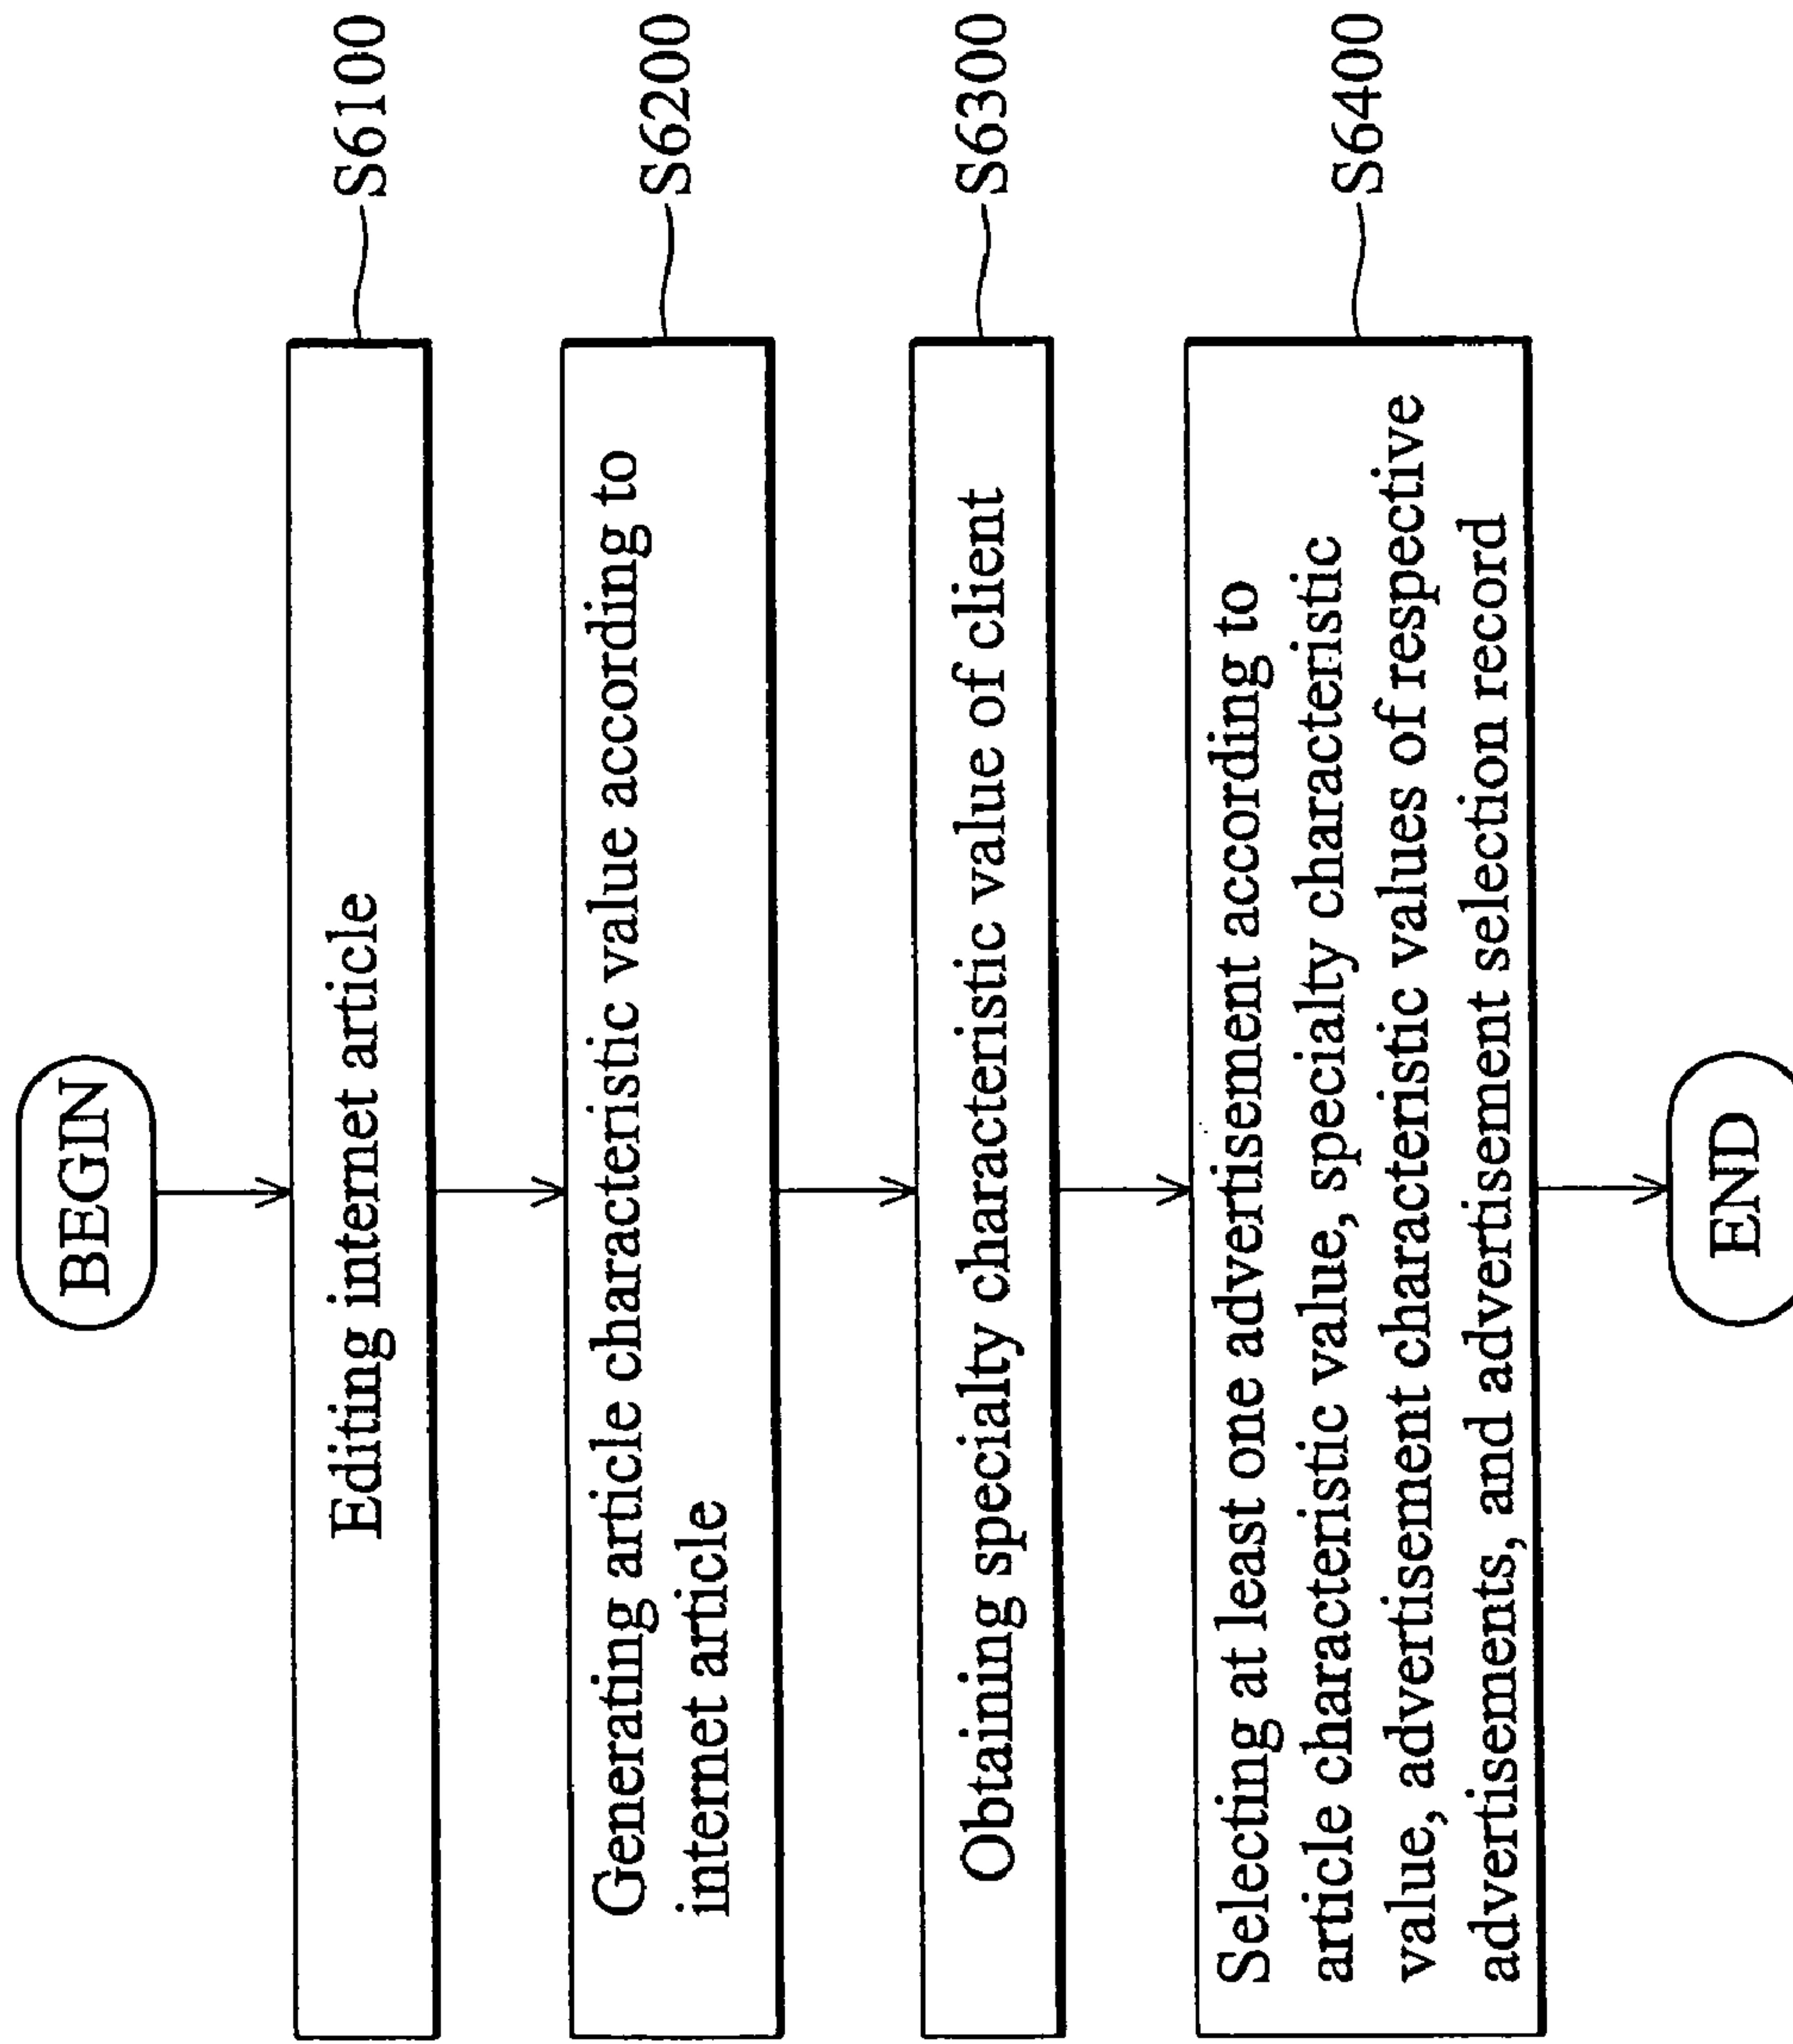 BEGIN
Editing internet article
S6100
Generating article characteristic value according to
internet article
S6200
Obtaining specialty characteristic value of client
S6300
Selecting at least one advertisement according to
article characteristic value, specialty characteristic
value, advertisement characteristic values of respective
advertisements, and advertisement selection record
S6400
END